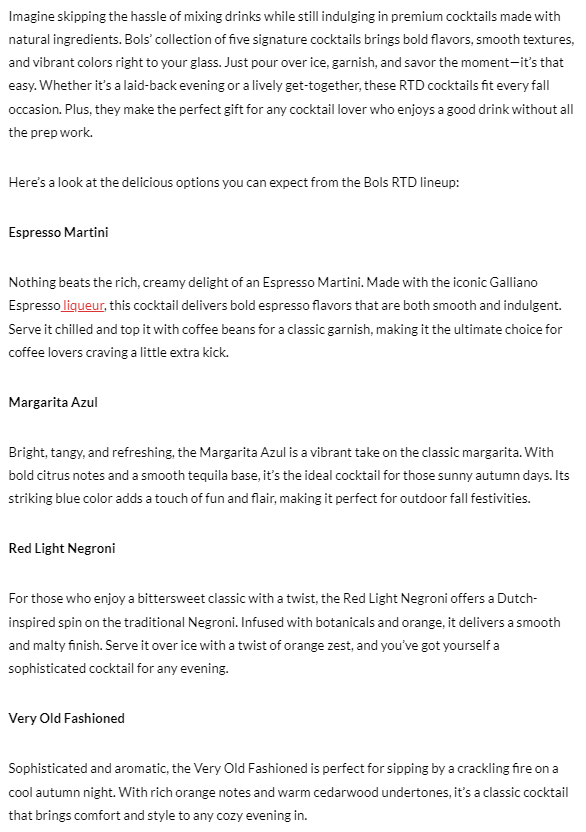 Imagine skipping the hassle of mixing drinks while still indulging in premium cocktails made with
natural ingredients. Bols’ collection of five signature cocktails brings bold flavors, smooth textures,
and vibrant colors right to your glass. Just pour over ice, garnish, and savor the moment—it’s that
easy. Whether it’s a laid-back evening or a lively get-together, these RTD cocktails fit every fall
occasion. Plus, they make the perfect gift for any cocktail lover who enjoys a good drink without all
the prep work.
Here’s a look at the delicious options you can expect from the Bols RTD lineup:
Espresso Martini
Nothing beats the rich, creamy delight of an Espresso Martini. Made with the iconic Galliano
Espresso liqueur, this cocktail delivers bold espresso flavors that are both smooth and indulgent.
Serve it chilled and top it with coffee beans for a classic garnish, making it the ultimate choice for
coffee lovers craving a little extra kick.
Margarita Azul
Bright, tangy, and refreshing, the Margarita Azul is a vibrant take on the classic margarita. With
bold citrus notes and a smooth tequila base, it’s the ideal cocktail for those sunny autumn days. Its
striking blue color adds a touch of fun and flair, making it perfect for outdoor fall festivities.
Red Light Negroni
For those who enjoy a bittersweet classic with a twist, the Red Light Negroni offers a Dutch-
inspired spin on the traditional Negroni. Infused with botanicals and orange, it delivers a smooth
and malty finish. Serve it over ice with a twist of orange zest, and you’ve got yourself a
sophisticated cocktail for any evening.
Very Old Fashioned
Sophisticated and aromatic, the Very Old Fashioned is perfect for sipping by a crackling fire on a
cool autumn night. With rich orange notes and warm cedarwood undertones, it’s a classic cocktail
that brings comfort and style to any cozy evening in.